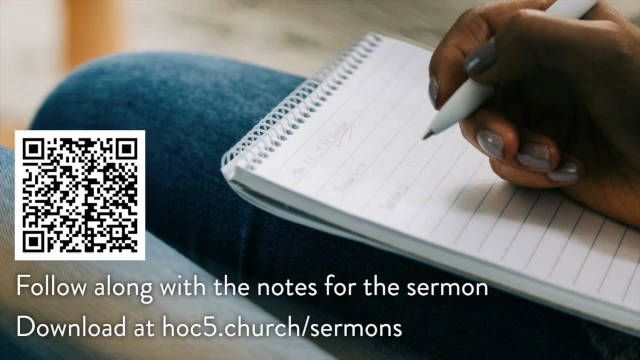 Follow along with the notes for the sermon
Download at hoc5.church/sermons